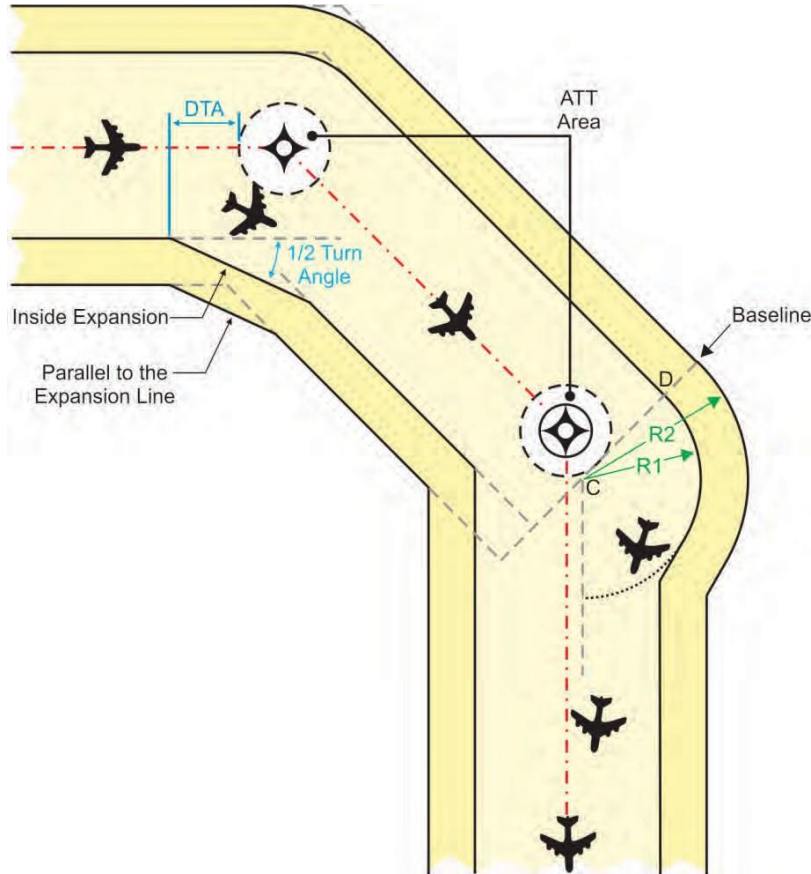 DTA
ATT
Area
1/2 Turn
Angle
Inside Expansion
Parallel to the
Expansion Line
Baseline
D
R2
R1
C